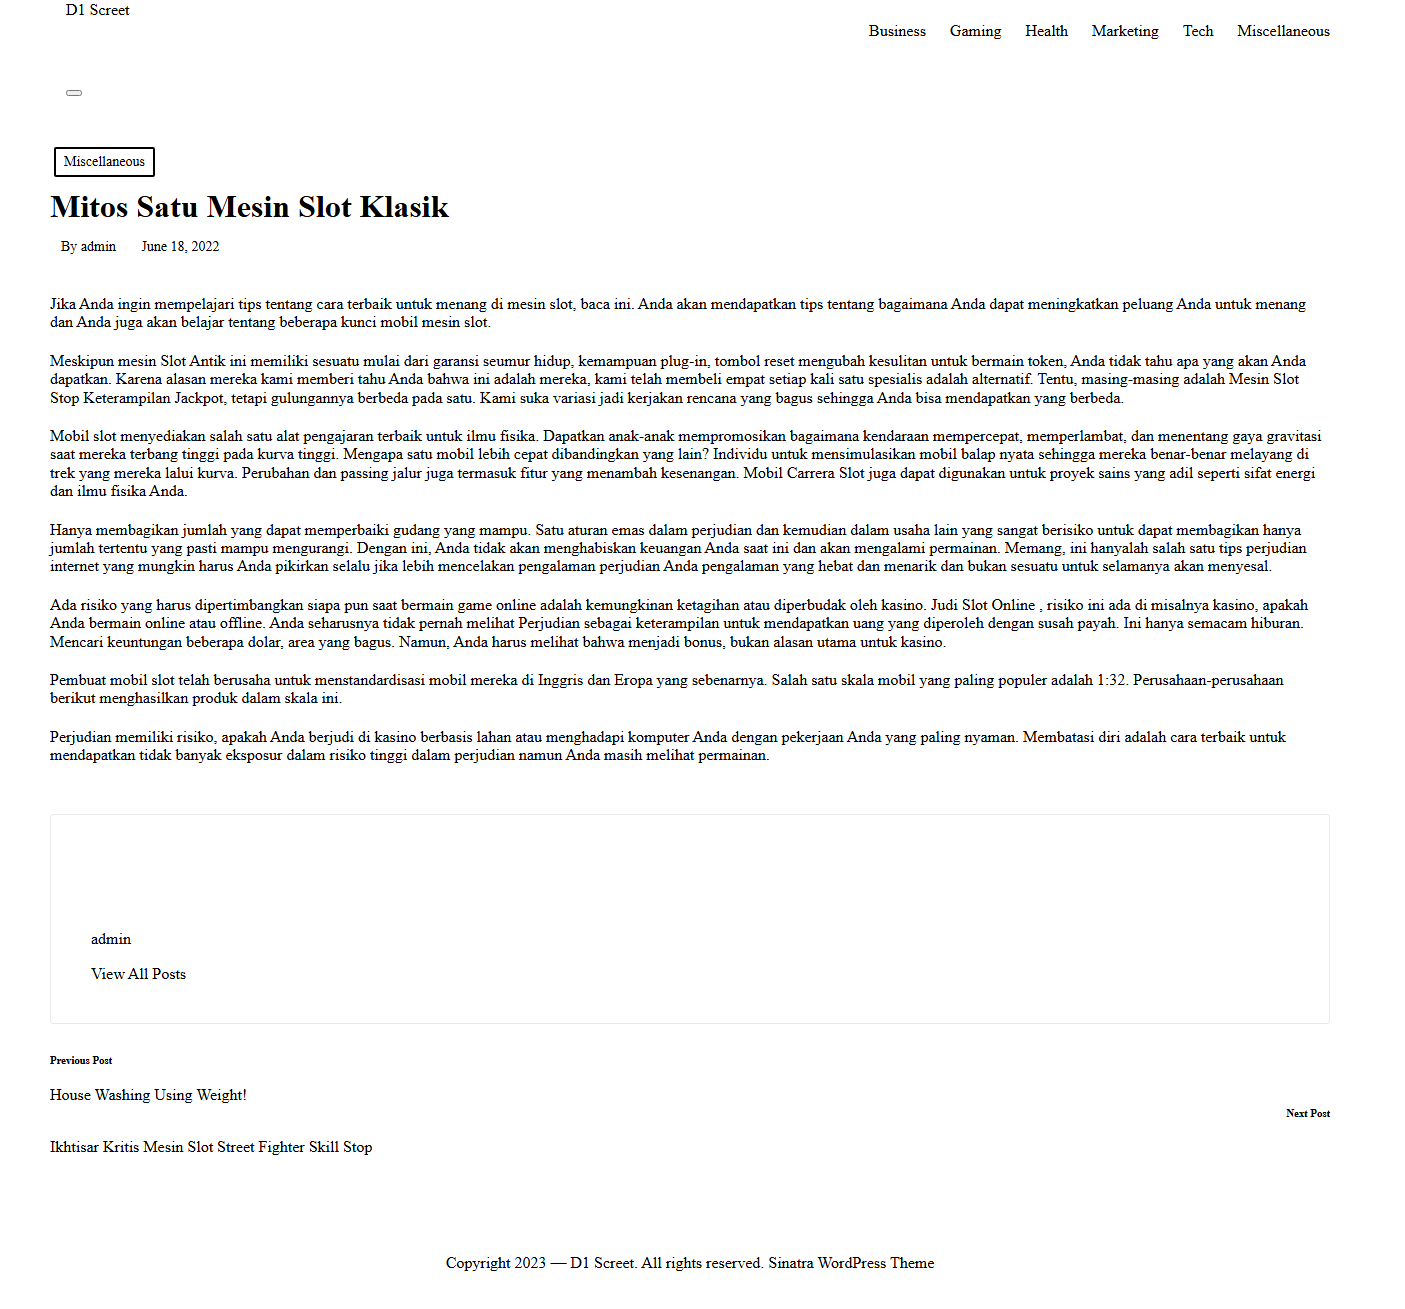 D1 Screet
Business Gaming Health Marketing Tech Miscellaneous
Miscellaneous
Mitos Satu Mesin Slot Klasik
By admin June 18, 2022
Jika Anda ingin mempelajari tips tentang cara terbaik untuk menang di mesin slot, baca ini. Anda akan mendapatkan tips tentang bagaimana Anda dapat meningkatkan peluang Anda untuk menang
dan Anda juga akan belajar tentang beberapa kunci mobil mesin slot.
Meskipun mesin Slot Antik ini memiliki sesuatu mulai dari garansi seumur hidup, kemampuan plug-in, tombol reset mengubah kesulitan untuk bermain token, Anda tidak tahu apa yang akan Anda
dapatkan. Karena alasan mereka kami memberi tahu Anda bahwa ini adalah mereka, kami telah membeli empat setiap kali satu spesialis adalah alternatif. Tentu, masing-masing adalah Mesin Slot
Stop Keterampilan Jackpot, tetapi gulungannya berbeda pada satu. Kami suka variasi jadi kerjakan rencana yang bagus sehingga Anda bisa mendapatkan yang berbeda.
Mobil slot menyediakan salah satu alat pengajaran terbaik untuk ilmu fisika. Dapatkan anak-anak mempromosikan bagaimana kendaraan mempercepat, memperlambat, dan menentang gaya gravitasi
saat mereka terbang tinggi pada kurva tinggi. Mengapa satu mobil lebih cepat dibandingkan yang lain? Individu untuk mensimulasikan mobil balap nyata sehingga mereka benar-benar melayang di
trek yang mereka lalui kurva. Perubahan dan passing jalur juga termasuk fitur yang menambah kesenangan. Mobil Carrera Slot juga dapat digunakan untuk proyek sains yang adil seperti sifat energi
dan ilmu fisika Anda.
Hanya membagikan jumlah yang dapat memperbaiki gudang yang mampu. Satu aturan emas dalam perjudian dan kemudian dalam usaha lain yang sangat berisiko untuk dapat membagikan hanya
jumlah tertentu yang pasti mampu mengurangi. Dengan ini, Anda tidak akan menghabiskan keuangan Anda saat ini dan akan mengalami permainan. Memang, ini hanyalah salah satu tips perjudian
internet yang mungkin harus Anda pikirkan selalu jika lebih mencelakan pengalaman perjudian Anda pengalaman yang hebat dan menarik dan bukan sesuatu untuk selamanya akan menyesal.
Ada risiko yang harus dipertimbangkan siapa pun saat bermain game online adalah kemungkinan ketagihan atau diperbudak oleh kasino. Judi Slot Online , risiko ini ada di misalnya kasino, apakah
Anda bermain online atau offline. Anda seharusnya tidak pernah melihat Perjudian sebagai keterampilan untuk mendapatkan uang yang diperoleh dengan susah payah. Ini hanya semacam hiburan.
Mencari keuntungan beberapa dolar, area yang bagus. Namun, Anda harus melihat bahwa menjadi bonus, bukan alasan utama untuk kasino.
Pembuat mobil slot telah berusaha untuk menstandardisasi mobil mereka di Inggris dan Eropa yang sebenarnya. Salah satu skala mobil yang paling populer adalah 1:32. Perusahaan-perusahaan
berikut menghasilkan produk dalam skala ini.
Perjudian memiliki risiko, apakah Anda berjudi di kasino berbasis lahan atau menghadapi komputer Anda dengan pekerjaan Anda yang paling nyaman. Membatasi diri adalah cara terbaik untuk
mendapatkan tidak banyak eksposur dalam risiko tinggi dalam perjudian namun Anda masih melihat permainan.
admin
View All Posts
Previous Post
House Washing Using Weight!
Next Post
Ikhtisar Kritis Mesin Slot Street Fighter Skill Stop
Copyright 2023 — D1 Screet. All rights reserved. Sinatra WordPress Theme